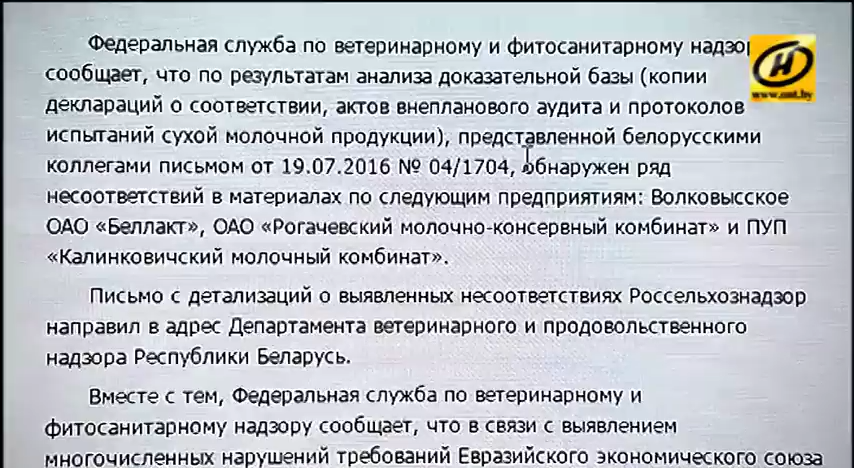 Федеральная служба по ветеринарному и фитосанитарному
сообщает, что по результатам анализа доказательной базы (копии
деклараций о соответствии, актов внепланового аудита и протоколов
испытаний сухой молочной продукции), представленной белорусскими
коллегами письмом от 19.07.2016 № 04/1704, обнаружен ряд
несоответствий в материалах по следующим предприятиям: Волковысское
ОАО «Беллакт», ОАО «Рогачевский молочно-консервный комбинат» и ПУП
«Калинковичский молочный комбинат».
Письмо с детализаций о выявленных несоответствиях Россельхознадзор
направил в адрес Департамента ветеринарного и продовольственного
надзора Республики Беларусь.
Вместе с тем, Федеральная служба по ветеринарному и
фитосанитарному надзору сообщает, что в связи с выявлением
многочисленных нарушений требований Евразийского экономического союза
Н
www.ont.by